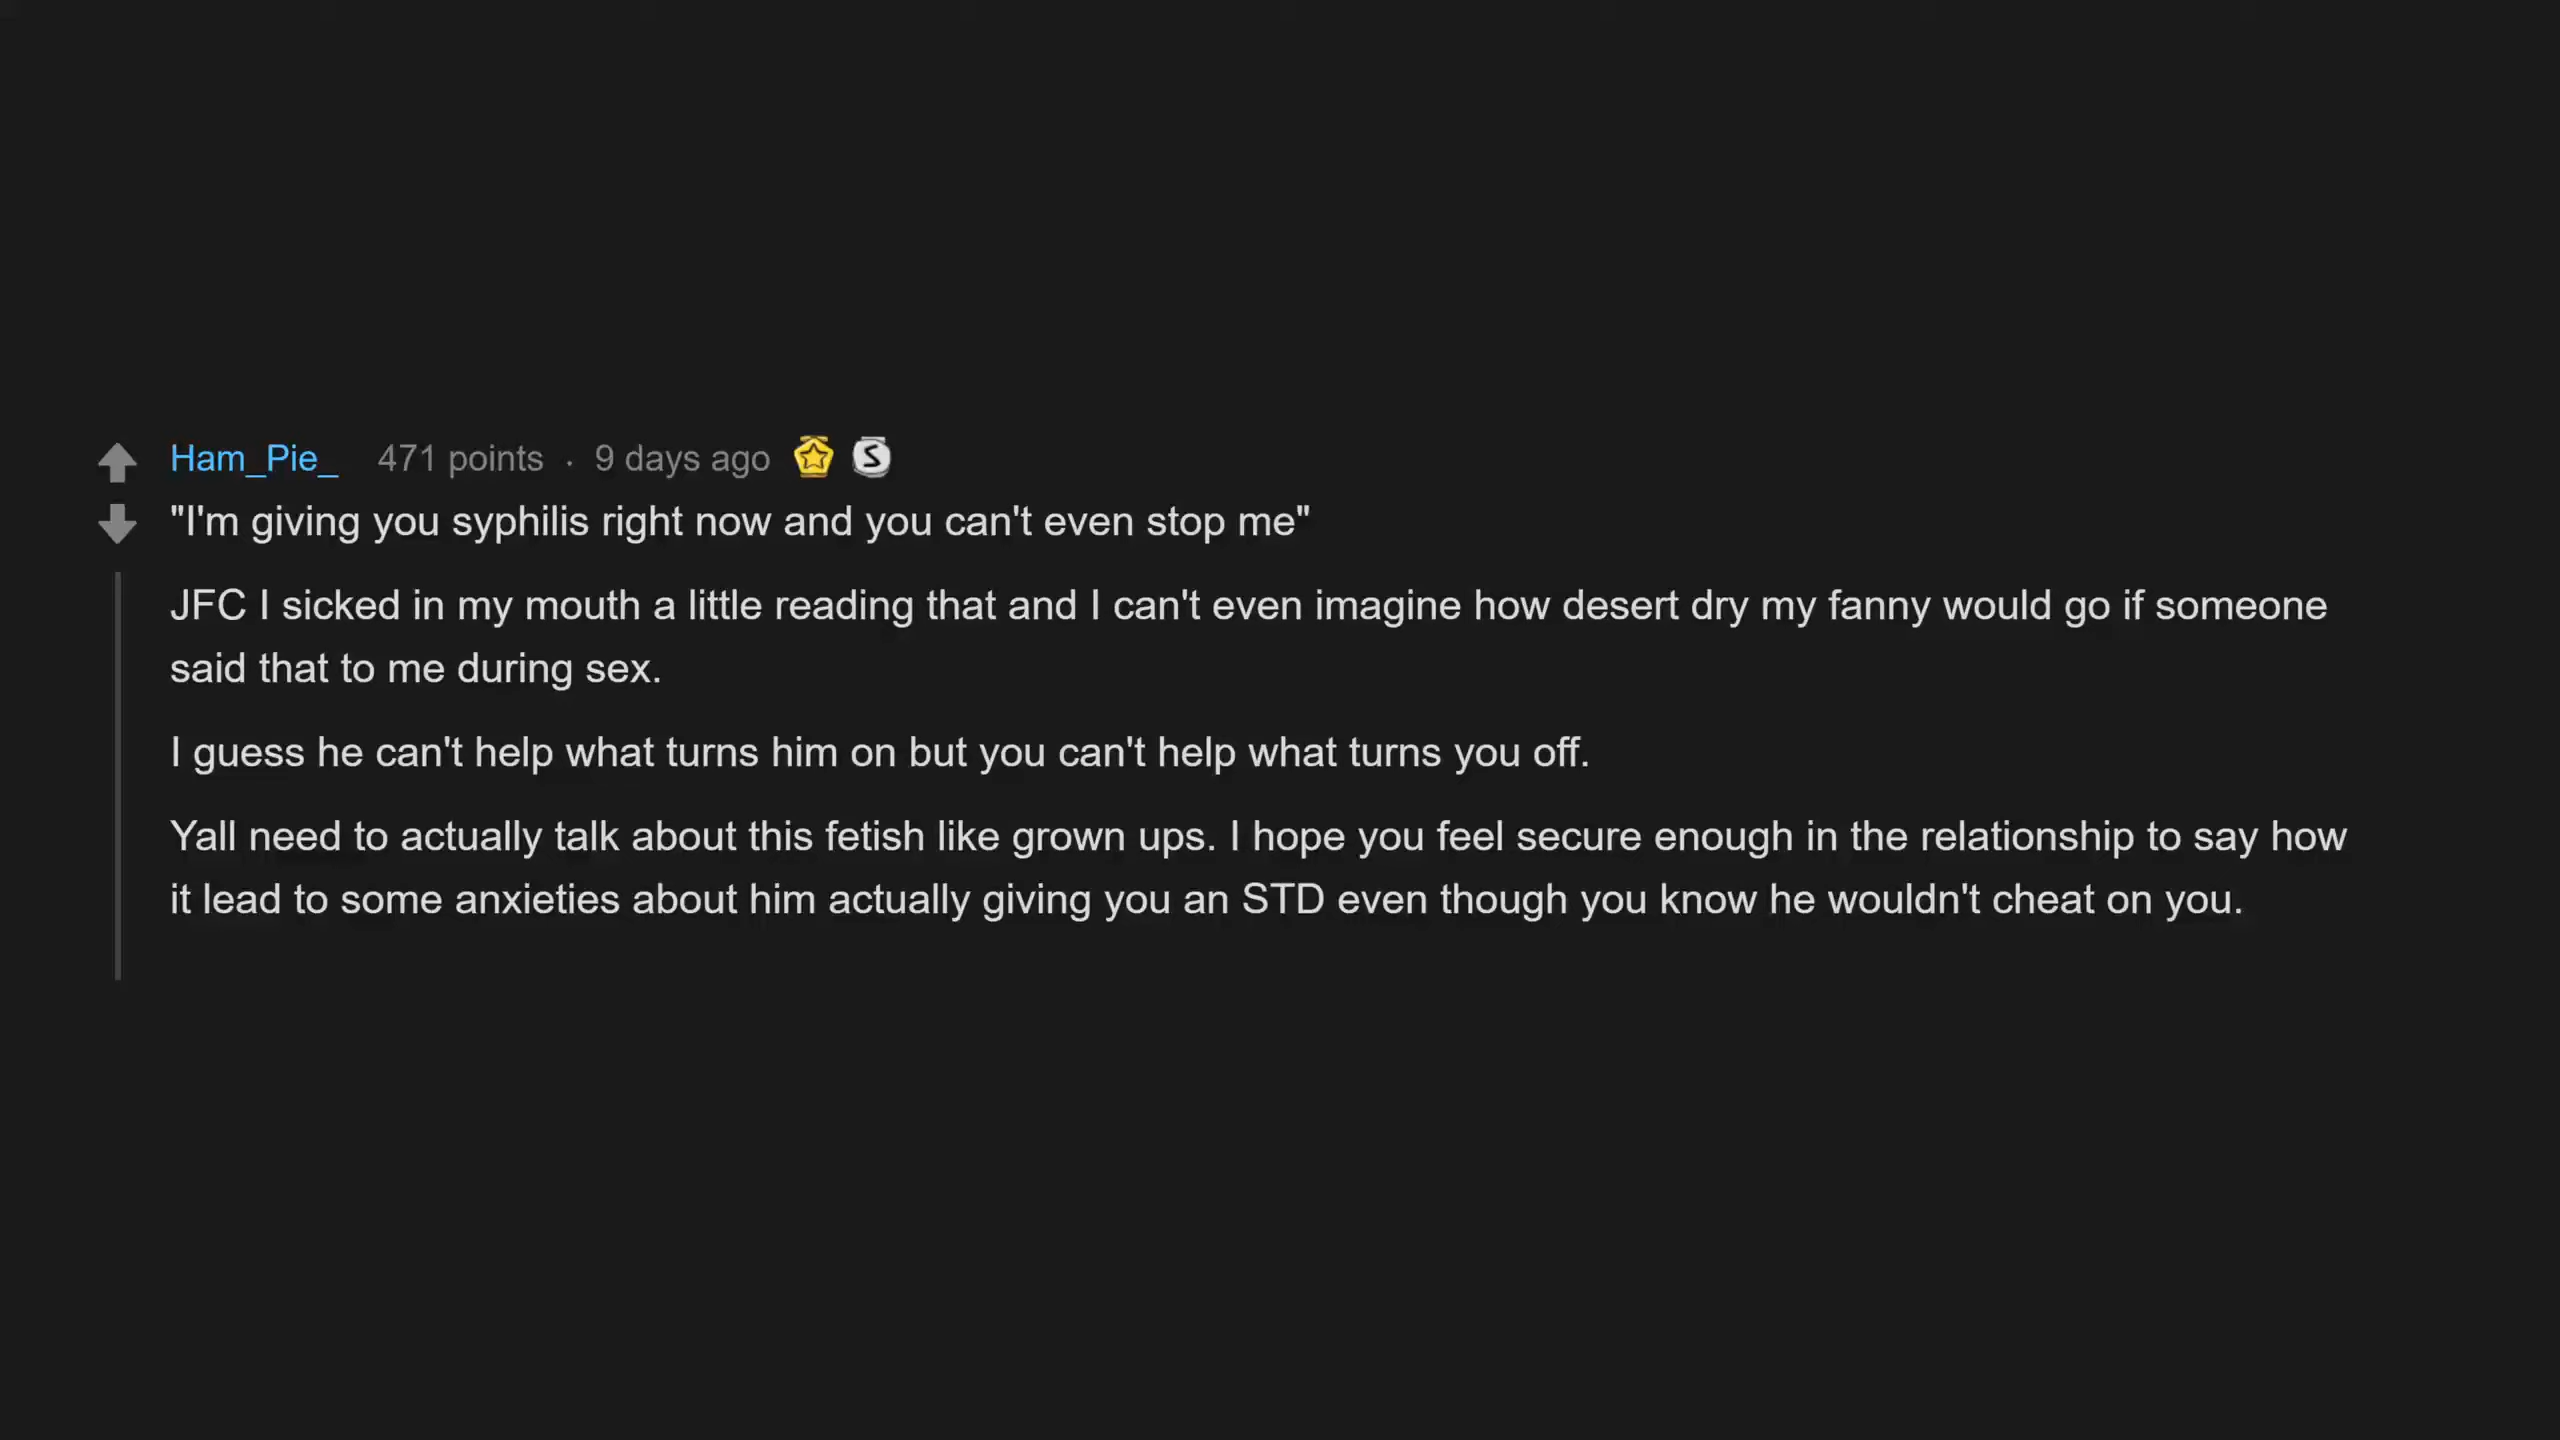 Ham_Pie_ 471 points · 9 days ago
"I'm giving you syphilis right now and you can't even stop me"
JFC I sicked in my mouth a little reading that and I can't even imagine how desert dry my fanny would go if someone
said that to me during sex.
I guess he can't help what turns him on but you can't help what turns you off.
Yall need to actually talk about this fetish like grown ups. I hope you feel secure enough in the relationship to say how
it lead to some anxieties about him actually giving you an STD even though you know he wouldn't cheat on you.